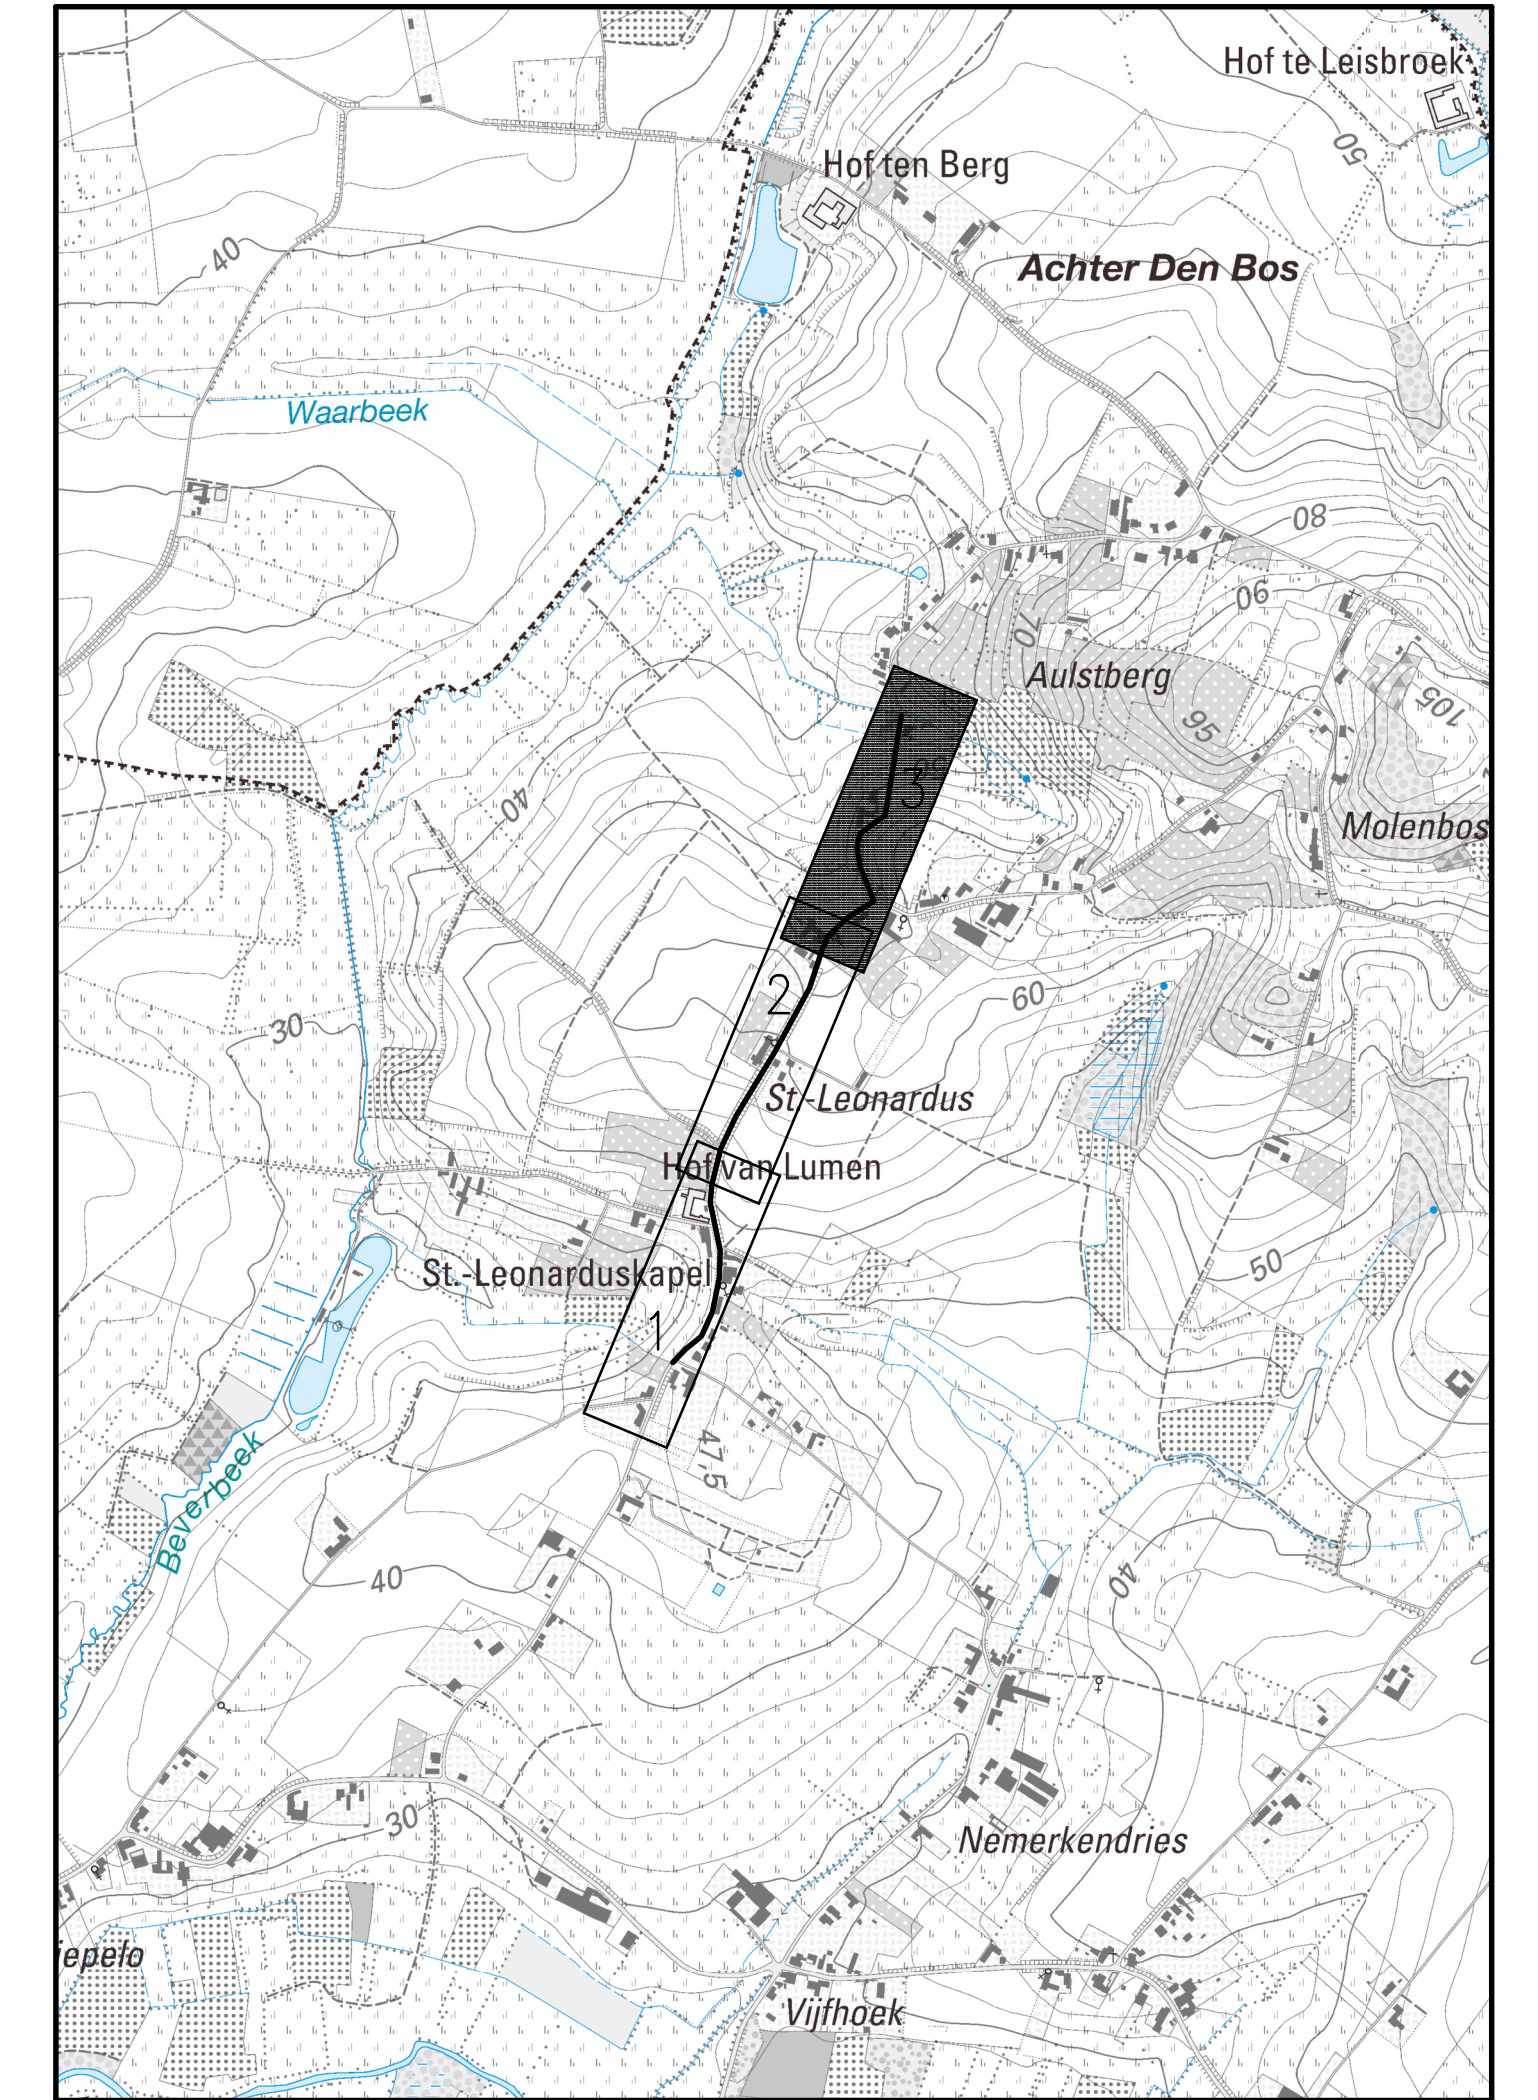 Hof te Leisbroek
50
Hof ten Berg
40
Achter Den Bos
Waarbeek
80
90
70
Aulstberg
95
105
40
3
Molenbos
2
60
30
St.-Leonardus
Hof van Lumen
50
St.-Leonarduskapel
1
47,5
Beverbeek
40
40
30
Nemerkendries
iepelo
Vijfhoek